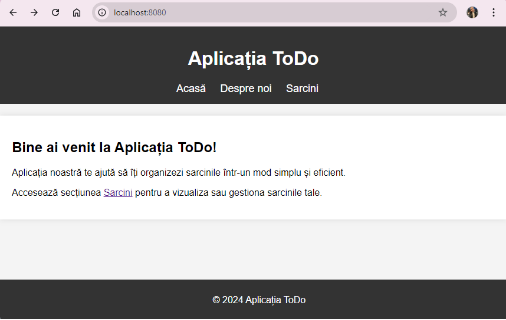 localhost:8080
Aplicația ToDo
Acasă Despre noi Sarcini
Bine ai venit la Aplicația ToDo!
Aplicația noastră te ajută să îți organizezi sarcinile într-un mod simplu și eficient.
Accesează secțiunea Sarcini pentru a vizualiza sau gestiona sarcinile tale.
© 2024 Aplicația ToDo